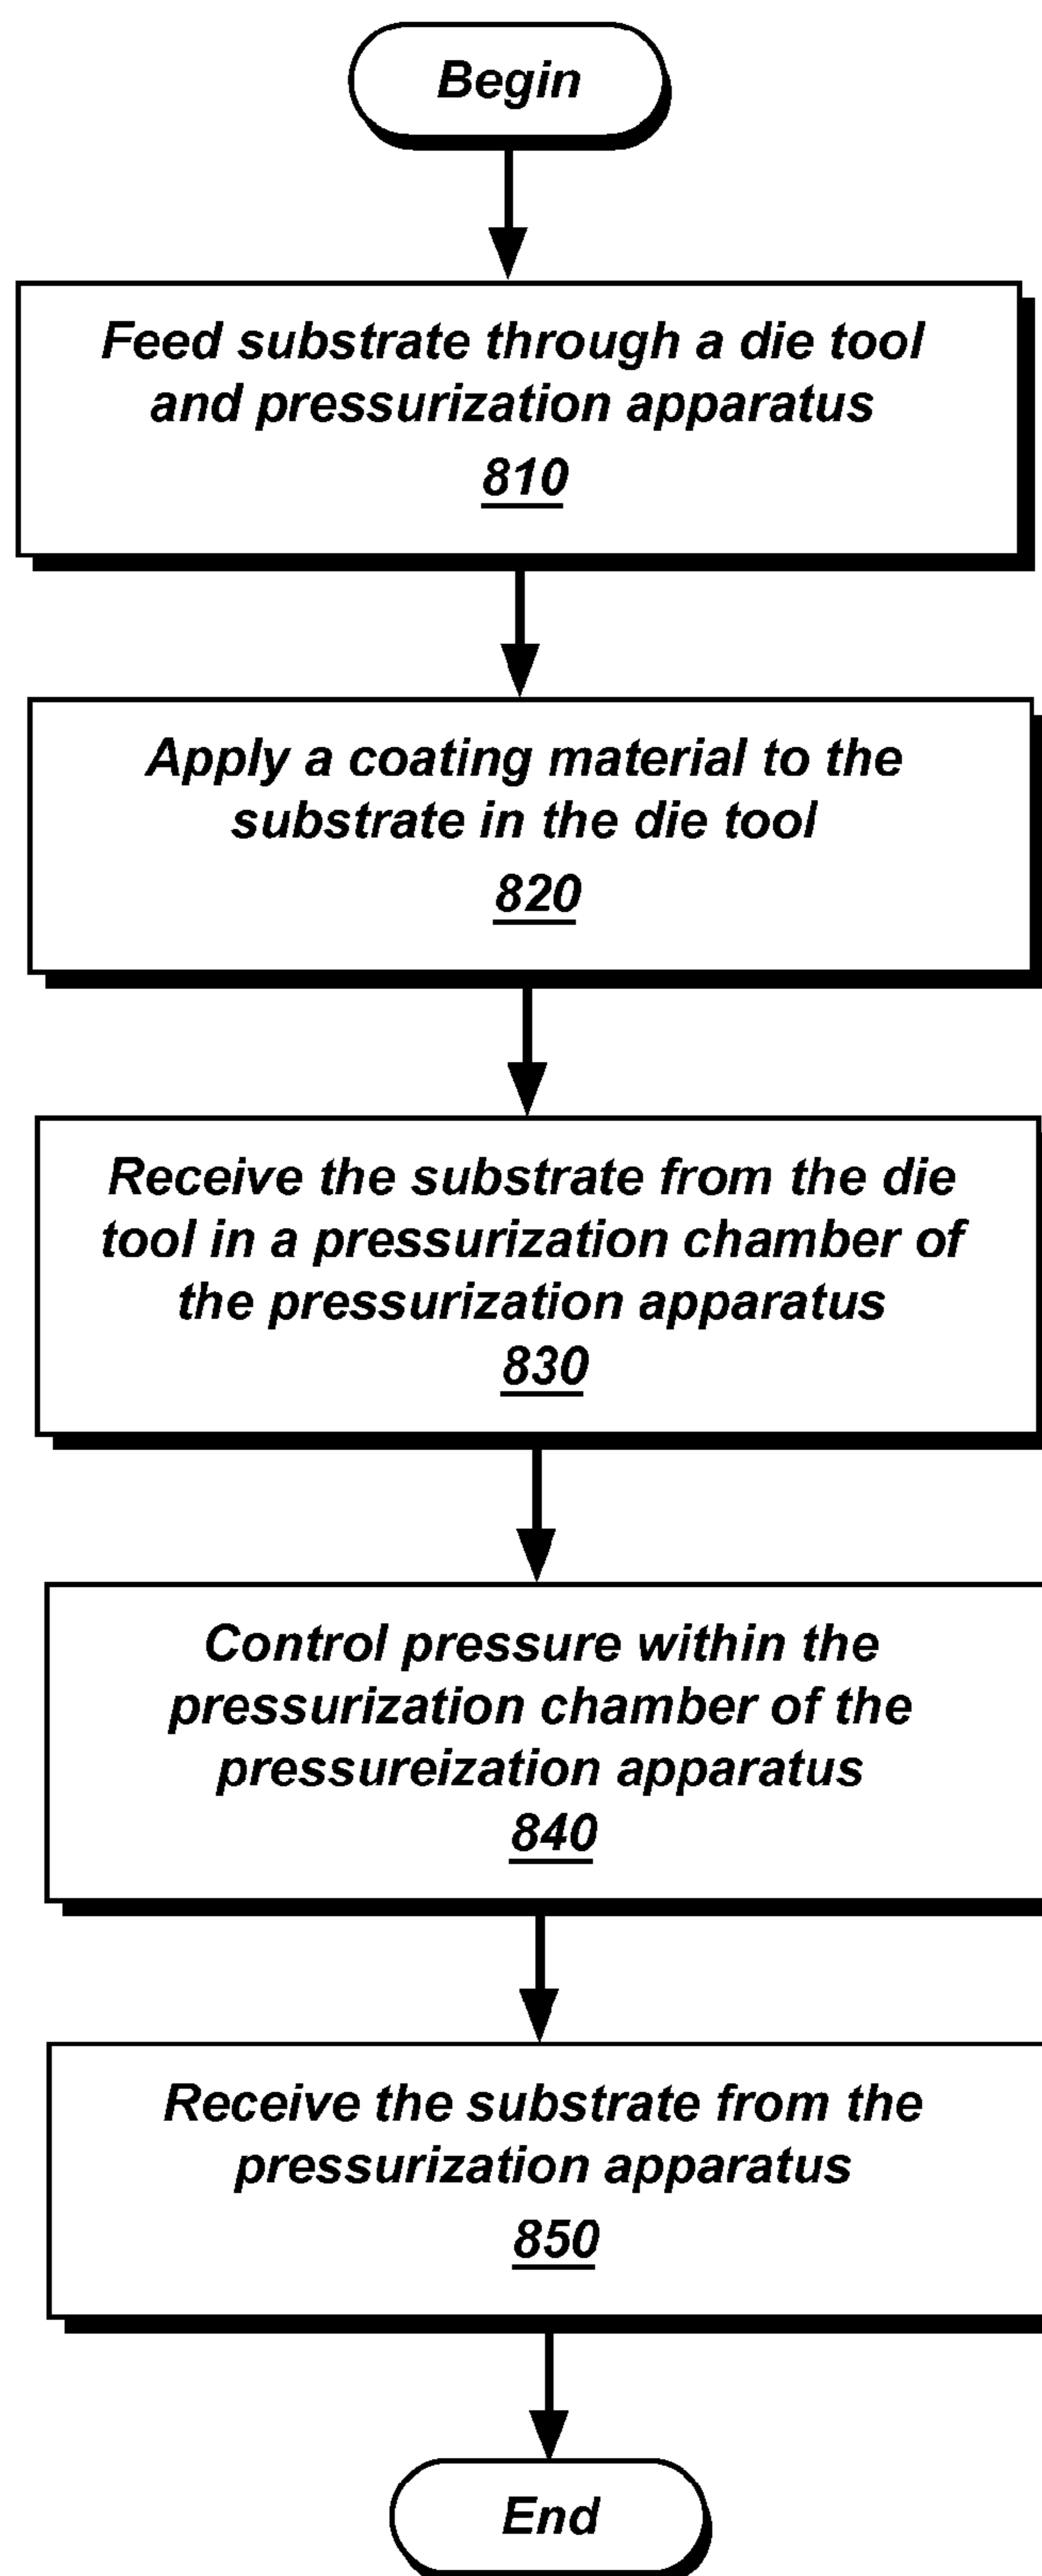 Begin
Feed substrate through a die tool
and pressurization apparatus
810
Apply a coating material to the
substrate in the die tool
820
Receive the substrate from the die
tool in a pressurization chamber of
the pressurization apparatus
830
Control pressure within the
pressurization chamber of the
pressureization apparatus
840
Receive the substrate from the
pressurization apparatus
850
End